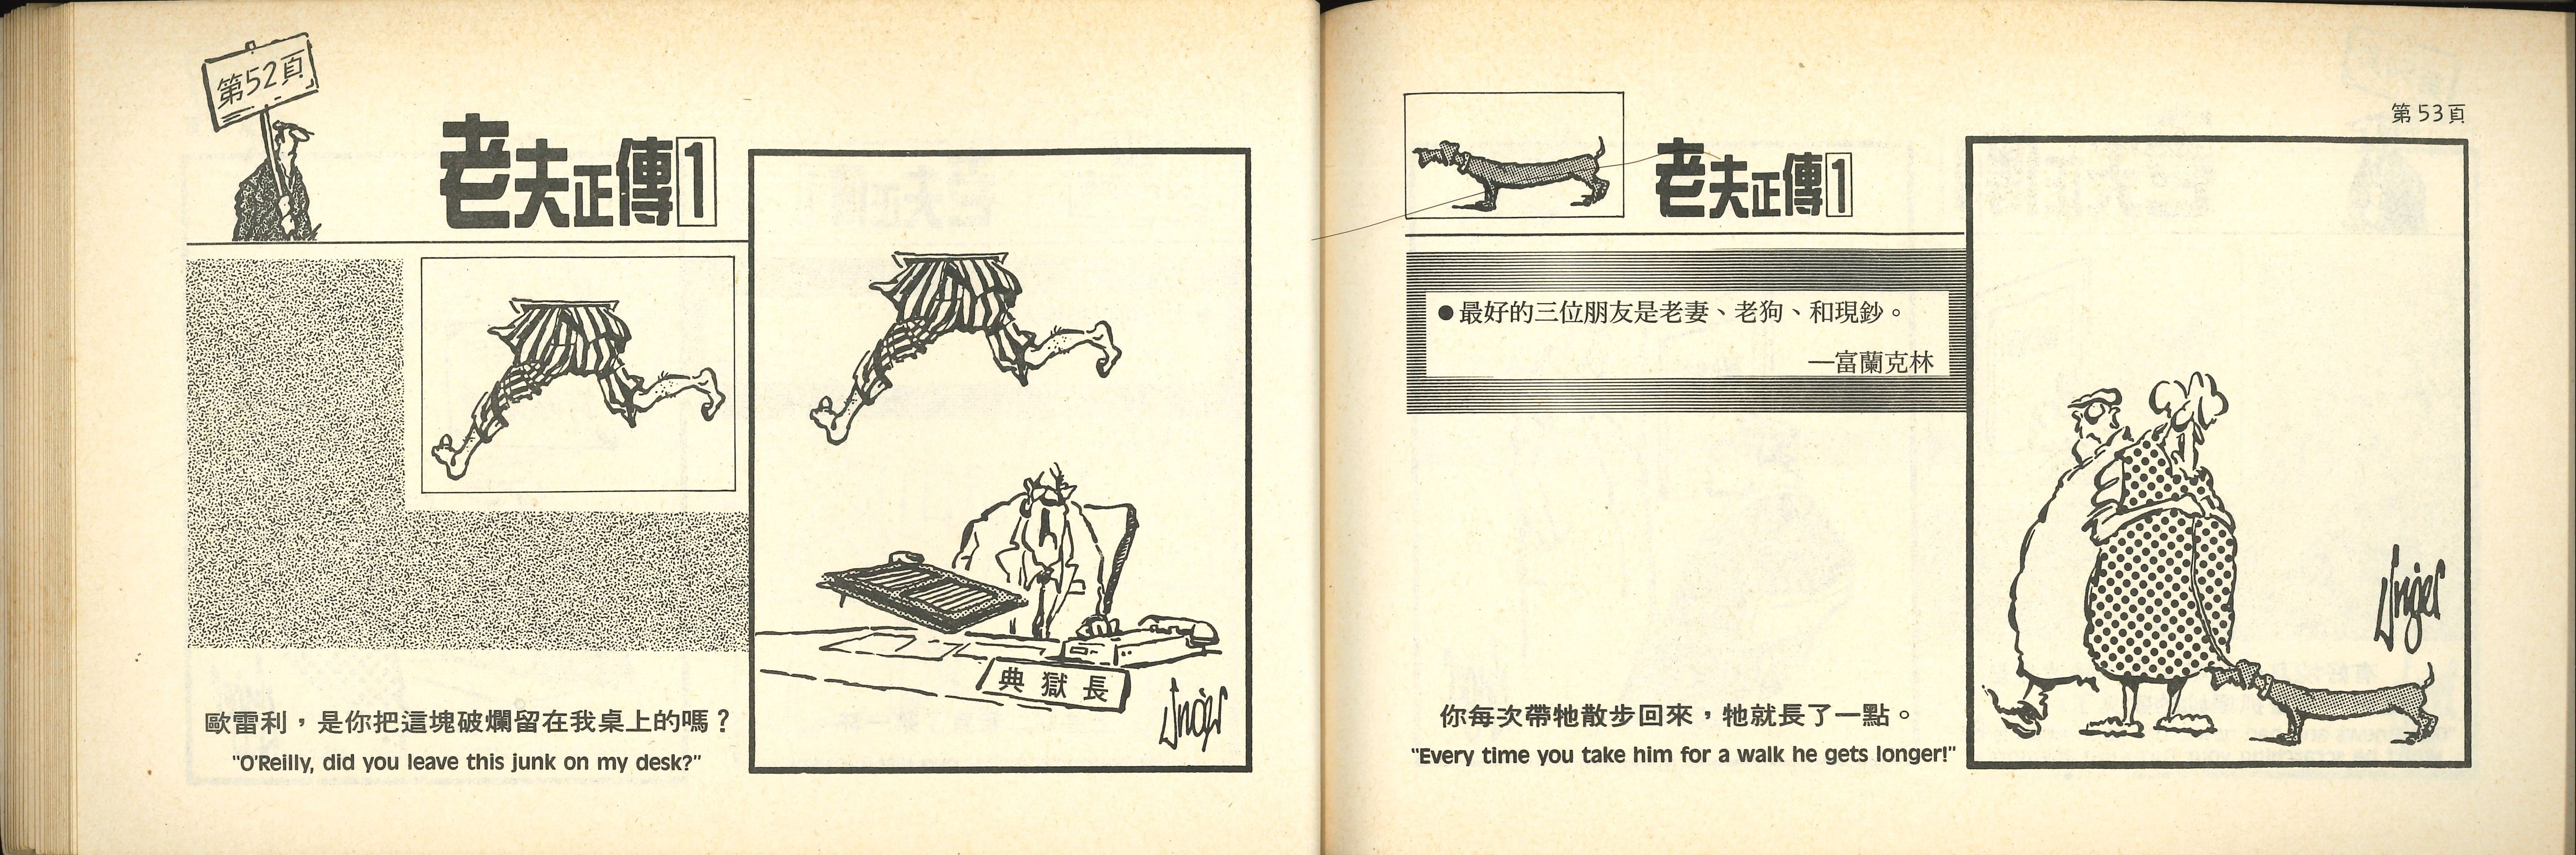 第52頁
老夫正傳1
典獄長
Unger
歐雷利，是你把這塊破爛留在我桌上的嗎？
"O'Reilly, did you leave this junk on my desk?"
第53頁
老夫正傳1
●最好的三位朋友是老妻、老狗、和現鈔。
—富蘭克林
Unger
你每次帶牠散步回來，牠就長了一點。
"Every time you take him for a walk he gets longer!"